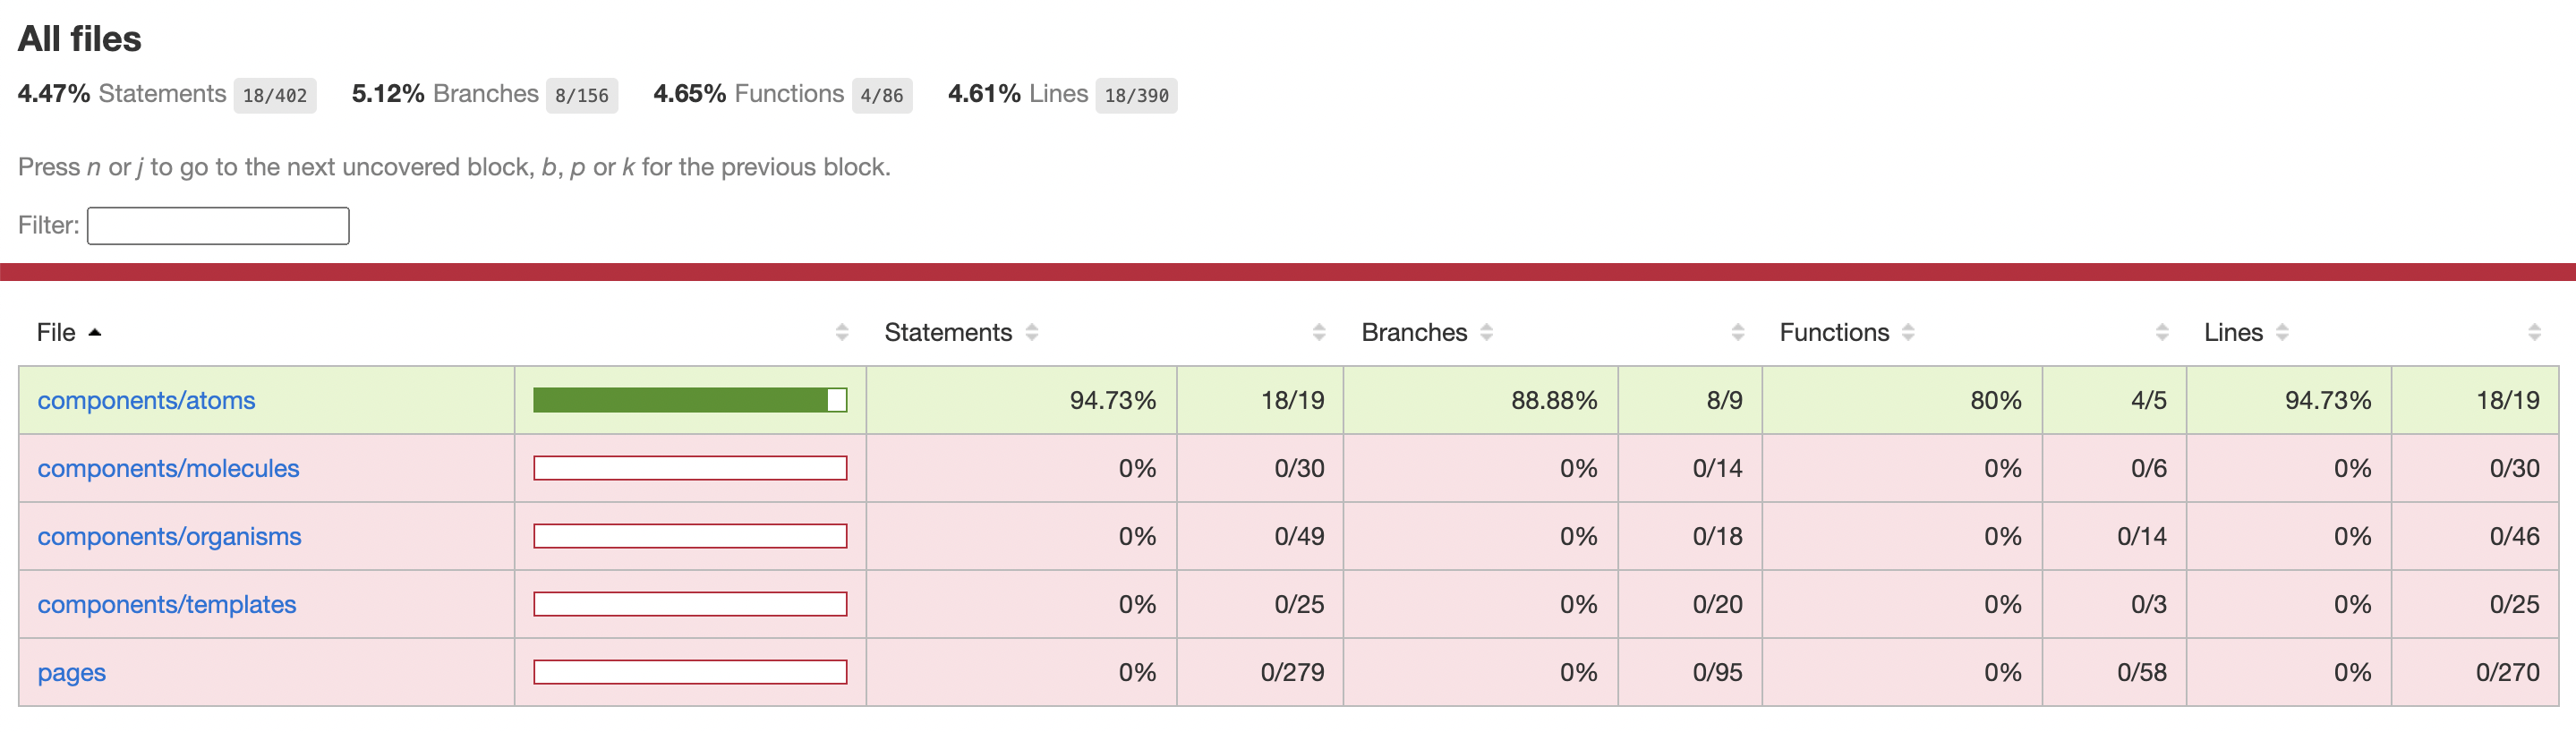 All files
4.47% Statements 18/402 5.12% Branches 8/156 4.65% Functions 4/86 4.61% Lines 18/390
Press n or j to go to the next uncovered block, b, p or k for the previous block.
Filter:
File Statements Branches Functions Lines
components/atoms 94.73% 18/19 88.88% 8/9 80% 4/5 94.73% 18/19
components/molecules 0% 0/30 0% 0/14 0% 0/6 0% 0/30
components/organisms 0% 0/49 0% 0/18 0% 0/14 0% 0/46
components/templates 0% 0/25 0% 0/20 0% 0/3 0% 0/25
pages 0% 0/279 0% 0/95 0% 0/58 0% 0/270